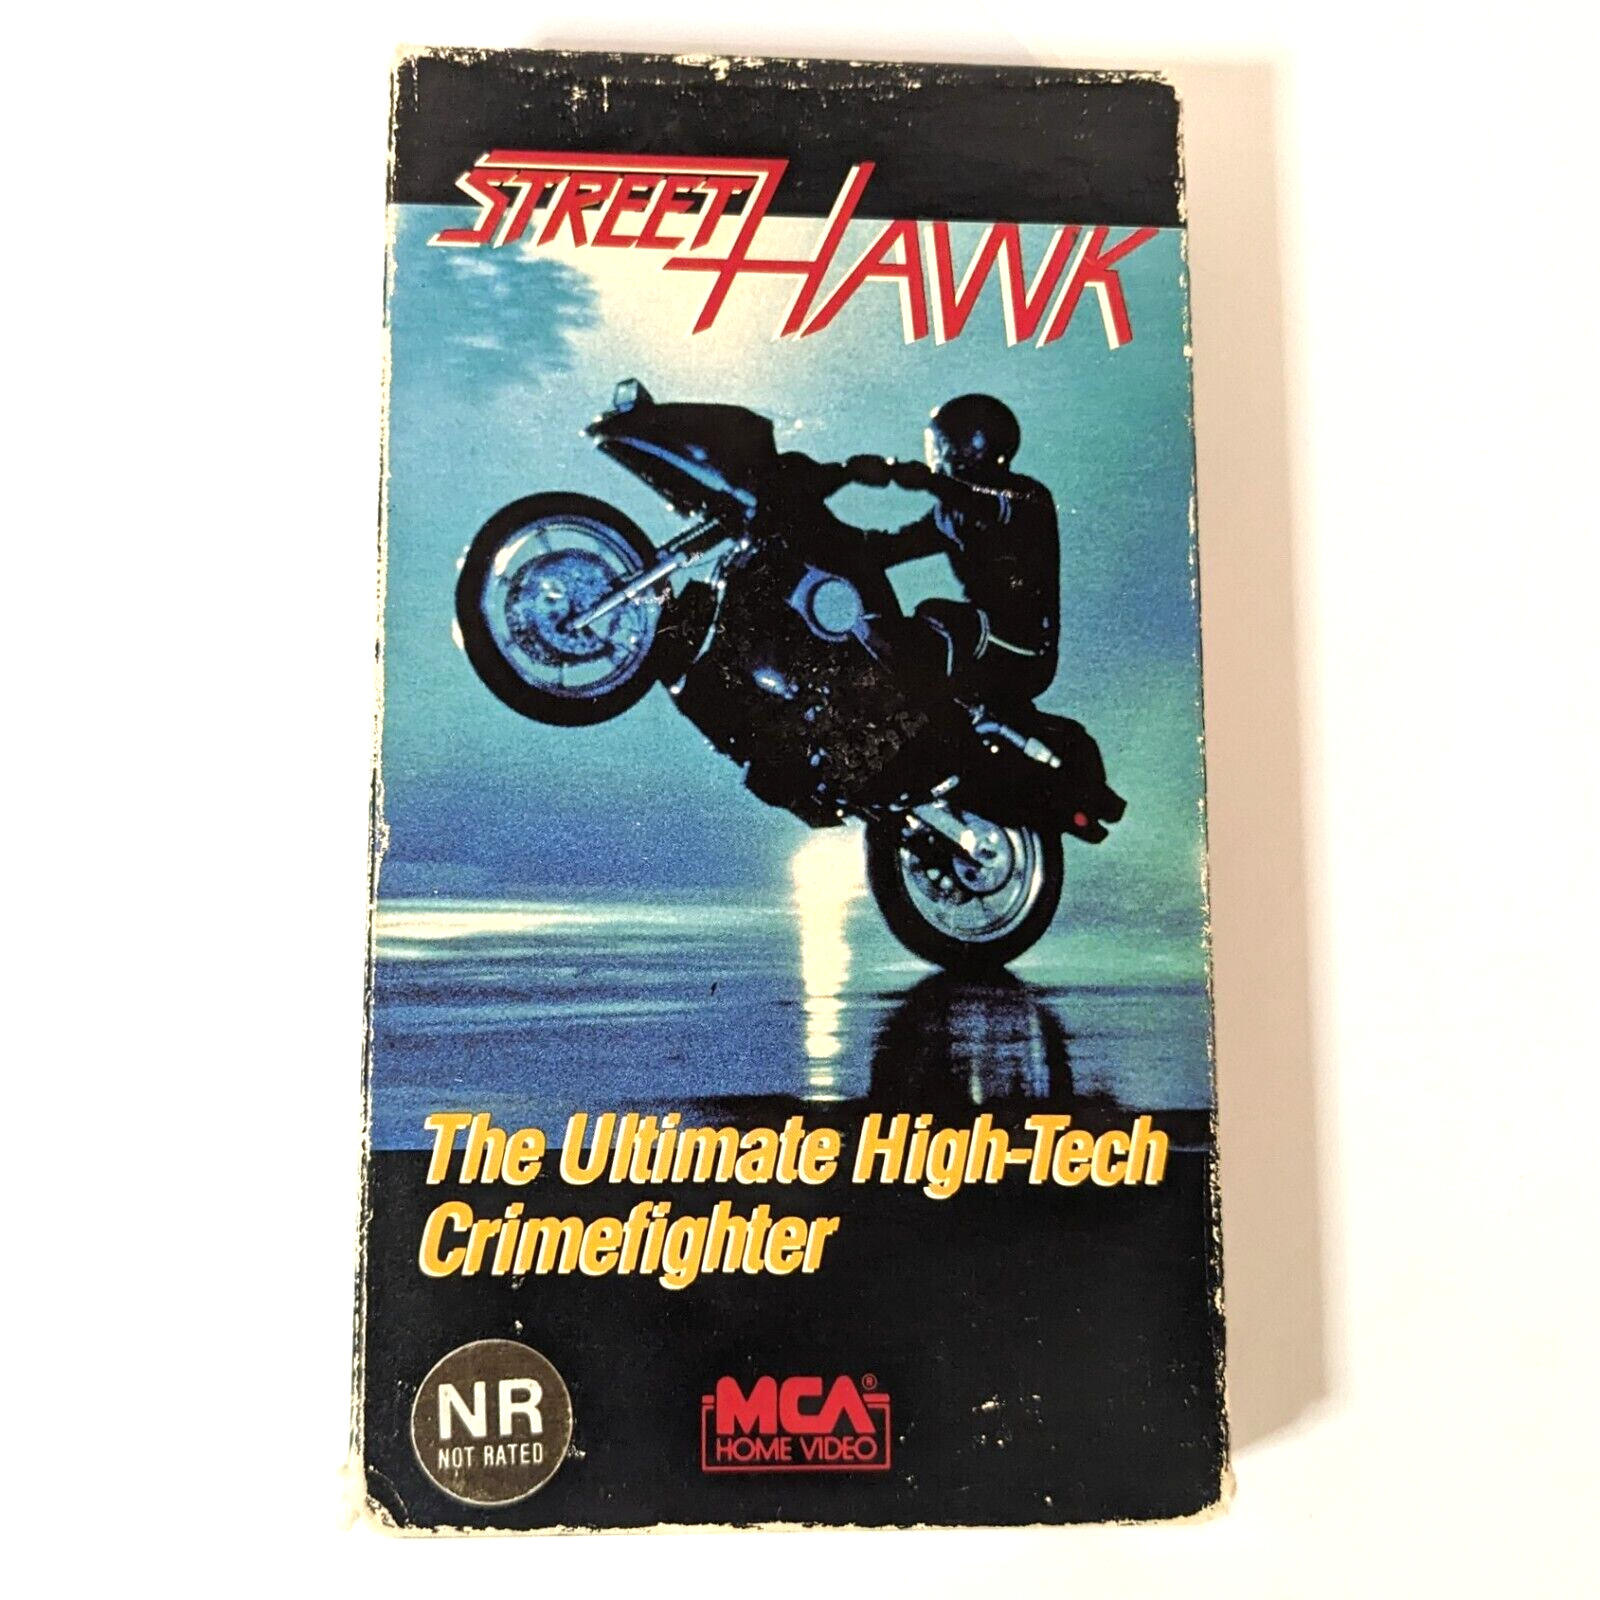 STREET HAWK
The Ultimate High-Tech
Crimefighter
NR
NOT RATED
MCA®
HOME VIDEO